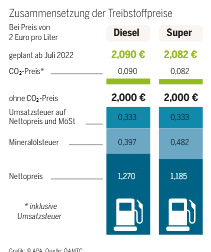 Zusammensetzung der Treibstoffpreise
Bei Preis von
2 Euro pro Liter
Diesel Super
geplant ab Juli 2022 2,090 € 2,082 €
CO₂-Preis* 0,090 0,082
ohne CO₂-Preis 2,000 € 2,000 €
Umsatzsteuer auf
Nettopreis und MöSt 0,333 0,333
Mineralölsteuer 0,397 0,482
Nettopreis 1,270 1,185
* inklusive
Umsatzsteuer
Grafik: © APA, Quelle: ÖAMTC